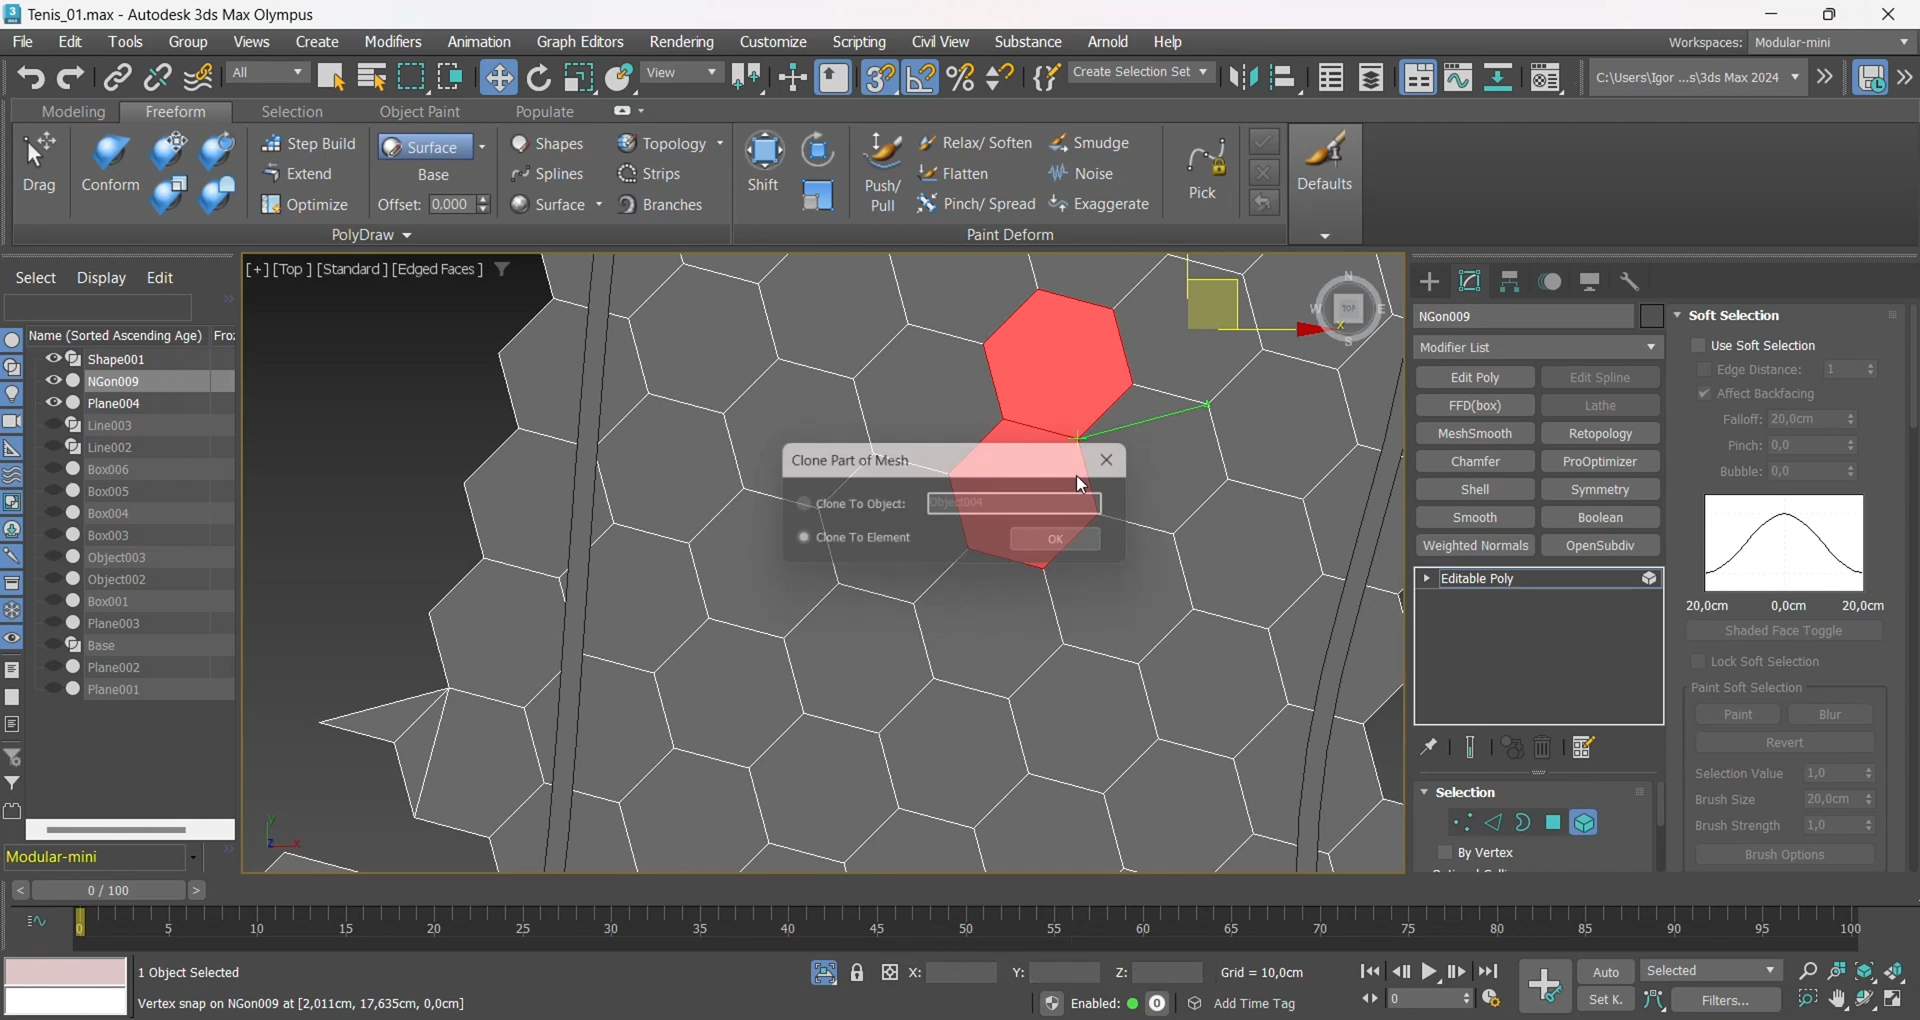 Tenis_01.max - Autodesk 3ds Max Olympus
File Edit Tools Group Views Create Modifiers Animation Graph Editors Rendering Customize Scripting Civil View Substance Arnold Help Workspaces: Modular-mini
All View Create Selection Set C:\Users\Igor ...s\3ds Max 2024
Modeling Freeform Selection Object Paint Populate
Drag Conform Step Build Extend Optimize Surface Base Offset: 0.000 Shapes Splines Surface Topology Strips Branches
Shift Push/ Pull Relax/ Soften Flatten Pinch/ Spread Smudge Noise Exaggerate Pick Defaults
PolyDraw Paint Deform
Select Display Edit
[+] [Top ] [Standard ] [Edged Faces ]
N
W TOP E
S
x
Name (Sorted Ascending Age) Fro
Shape001
NGon009
Plane004
Line003
Line002
Box006
Box005
Box004
Box003
Object003
Object002
Box001
Plane003
Base
Plane002
Plane001
Modular-mini
Clone Part of Mesh
Clone To Object: Object004
Clone To Element OK
y
z x
NGon009
Modifier List
Edit Poly Edit Spline
FFD(box) Lathe
MeshSmooth Retopology
Chamfer ProOptimizer
Shell Symmetry
Smooth Boolean
Weighted Normals OpenSubdiv
Editable Poly
Selection
By Vertex
Soft Selection
Use Soft Selection
Edge Distance: 1
Affect Backfacing
Falloff: 20,0cm
Pinch: 0,0
Bubble: 0,0
20,0cm 0,0cm 20,0cm
Shaded Face Toggle
Lock Soft Selection
Paint Soft Selection
Paint Blur
Revert
Selection Value 1,0
Brush Size 20,0cm
Brush Strength 1,0
Brush Options
< 0 / 100 >
0 5 10 15 20 25 30 35 40 45 50 55 60 65 70 75 80 85 90 95 100
1 Object Selected
Vertex snap on NGon009 at [2,011cm, 17,635cm, 0,0cm]
X: Y: Z: Grid = 10,0cm
Enabled: 0 Add Time Tag
0
Auto Selected
Set K. Filters...